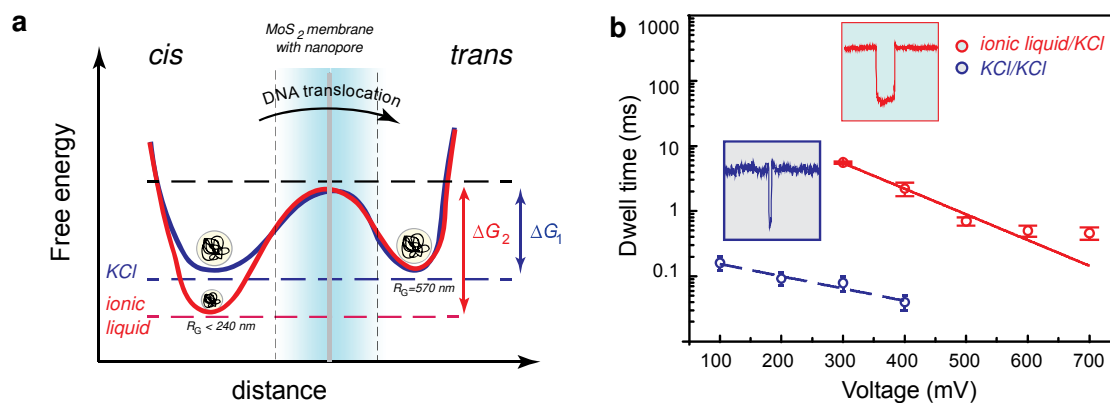 a
MoS2 membrane
with nanopore
cis
trans
DNA translocation
Free energy
ΔG2
ΔG1
KCl
RG=570 nm
ionic
liquid
RG < 240 nm
distance
b
1000
100
10
1
0.1
Dwell time (ms)
ionic liquid/KCl
KCl/KCl
100 200 300 400 500 600 700
Voltage (mV)